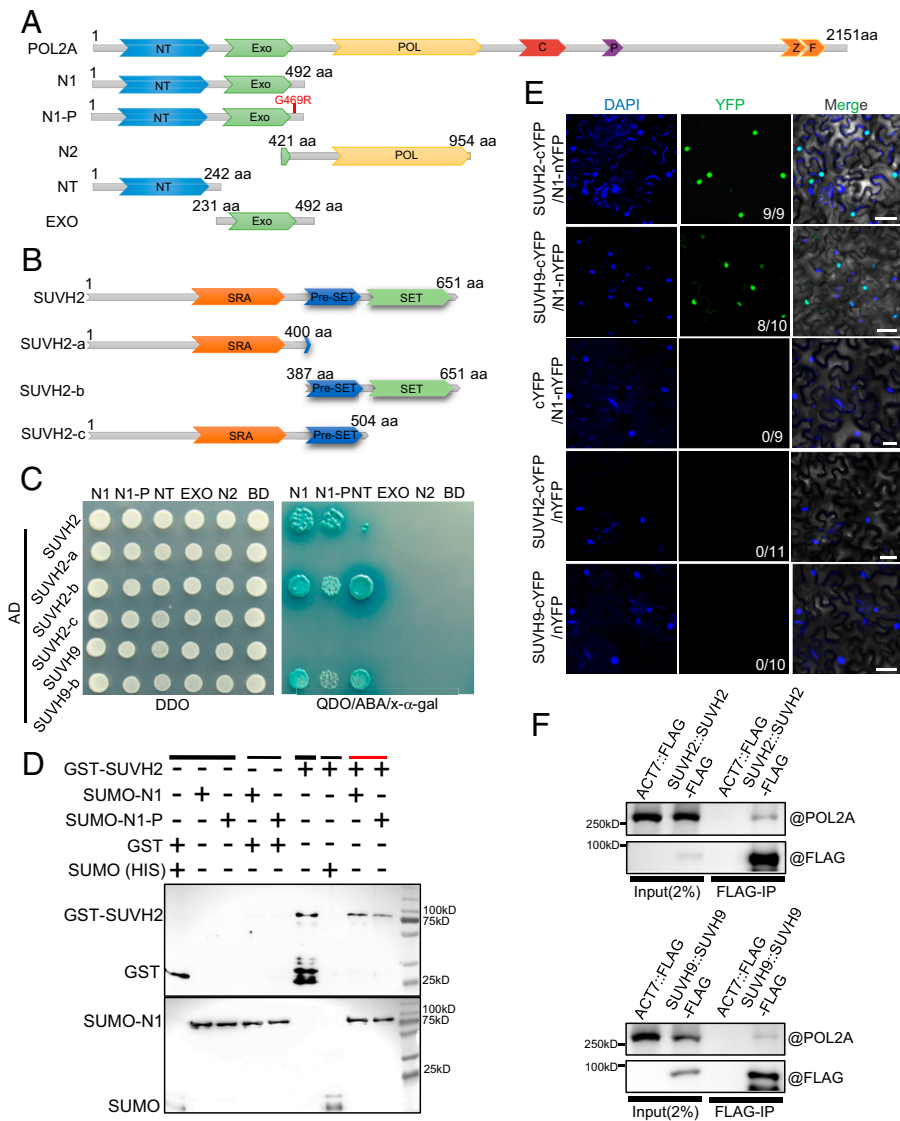 A
1
2151aa
POL2A
NT
Exo
POL
C
P
Z
F
1
492 aa
N1
NT
Exo
G469R
1
492 aa
N1-P
NT
Exo
421 aa
954 aa
N2
POL
1
242 aa
NT
NT
231 aa
492 aa
EXO
Exo
B
1
651 aa
SUVH2
SRA
Pre-SET
SET
1
400 aa
SUVH2-a
SRA
387 aa
651 aa
SUVH2-b
Pre-SET
SET
1
504 aa
SUVH2-c
SRA
Pre-SET
C
N1 N1-P NT EXO N2 BD
N1 N1-P NT EXO N2 BD
AD
SUVH2
SUVH2-a
SUVH2-b
SUVH2-c
SUVH9
SUVH9-b
DDO
QDO/ABA/x-α-gal
D
GST-SUVH2 - - - - - + + + +
SUMO-N1 - + - + - - - + -
SUMO-N1-P - - + - + - - - +
GST + - - + + - - - -
SUMO (HIS) + - - - - - + - -
GST-SUVH2
100kD
75kD
GST
25kD
SUMO-N1
100kD
75kD
25kD
SUMO
E
DAPI
YFP
Merge
SUVH2-cYFP
/N1-nYFP
9/9
SUVH9-cYFP
/N1-nYFP
8/10
cYFP
/N1-nYFP
0/9
SUVH2-cYFP
/nYFP
0/11
SUVH9-cYFP
/nYFP
0/10
F
ACT7::FLAG
SUVH2::SUVH2
-FLAG
ACT7::FLAG
SUVH2::SUVH2
-FLAG
250kD
@POL2A
100kD
@FLAG
Input(2%)
FLAG-IP
ACT7::FLAG
SUVH9::SUVH9
-FLAG
ACT7::FLAG
SUVH9::SUVH9
-FLAG
250kD
@POL2A
100kD
@FLAG
Input(2%)
FLAG-IP